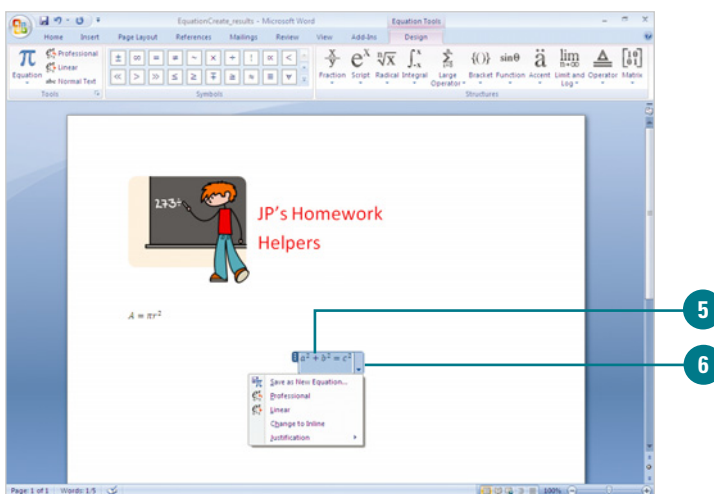 EquationCreate_results - Microsoft Word
Equation Tools
Home Insert Page Layout References Mailings Review View Add-Ins Design
π
Equation
Professional
Linear
abc Normal Text
Tools
± ∞ = ≠ ~ × ÷ ! ∝ <
≪ > ≫ ≤ ≥ ∓ ≅ ≈ ≡ ∀
Symbols
Fraction Script Radical Integral Large Operator Bracket Function Accent Limit and Log Operator Matrix
Structures
273÷
JP's Homework
Helpers
A = πr²
a² + b² = c²
5
6
Save as New Equation...
Professional
Linear
Change to Inline
Justification
Page: 1 of 1 Words: 1/5 100%